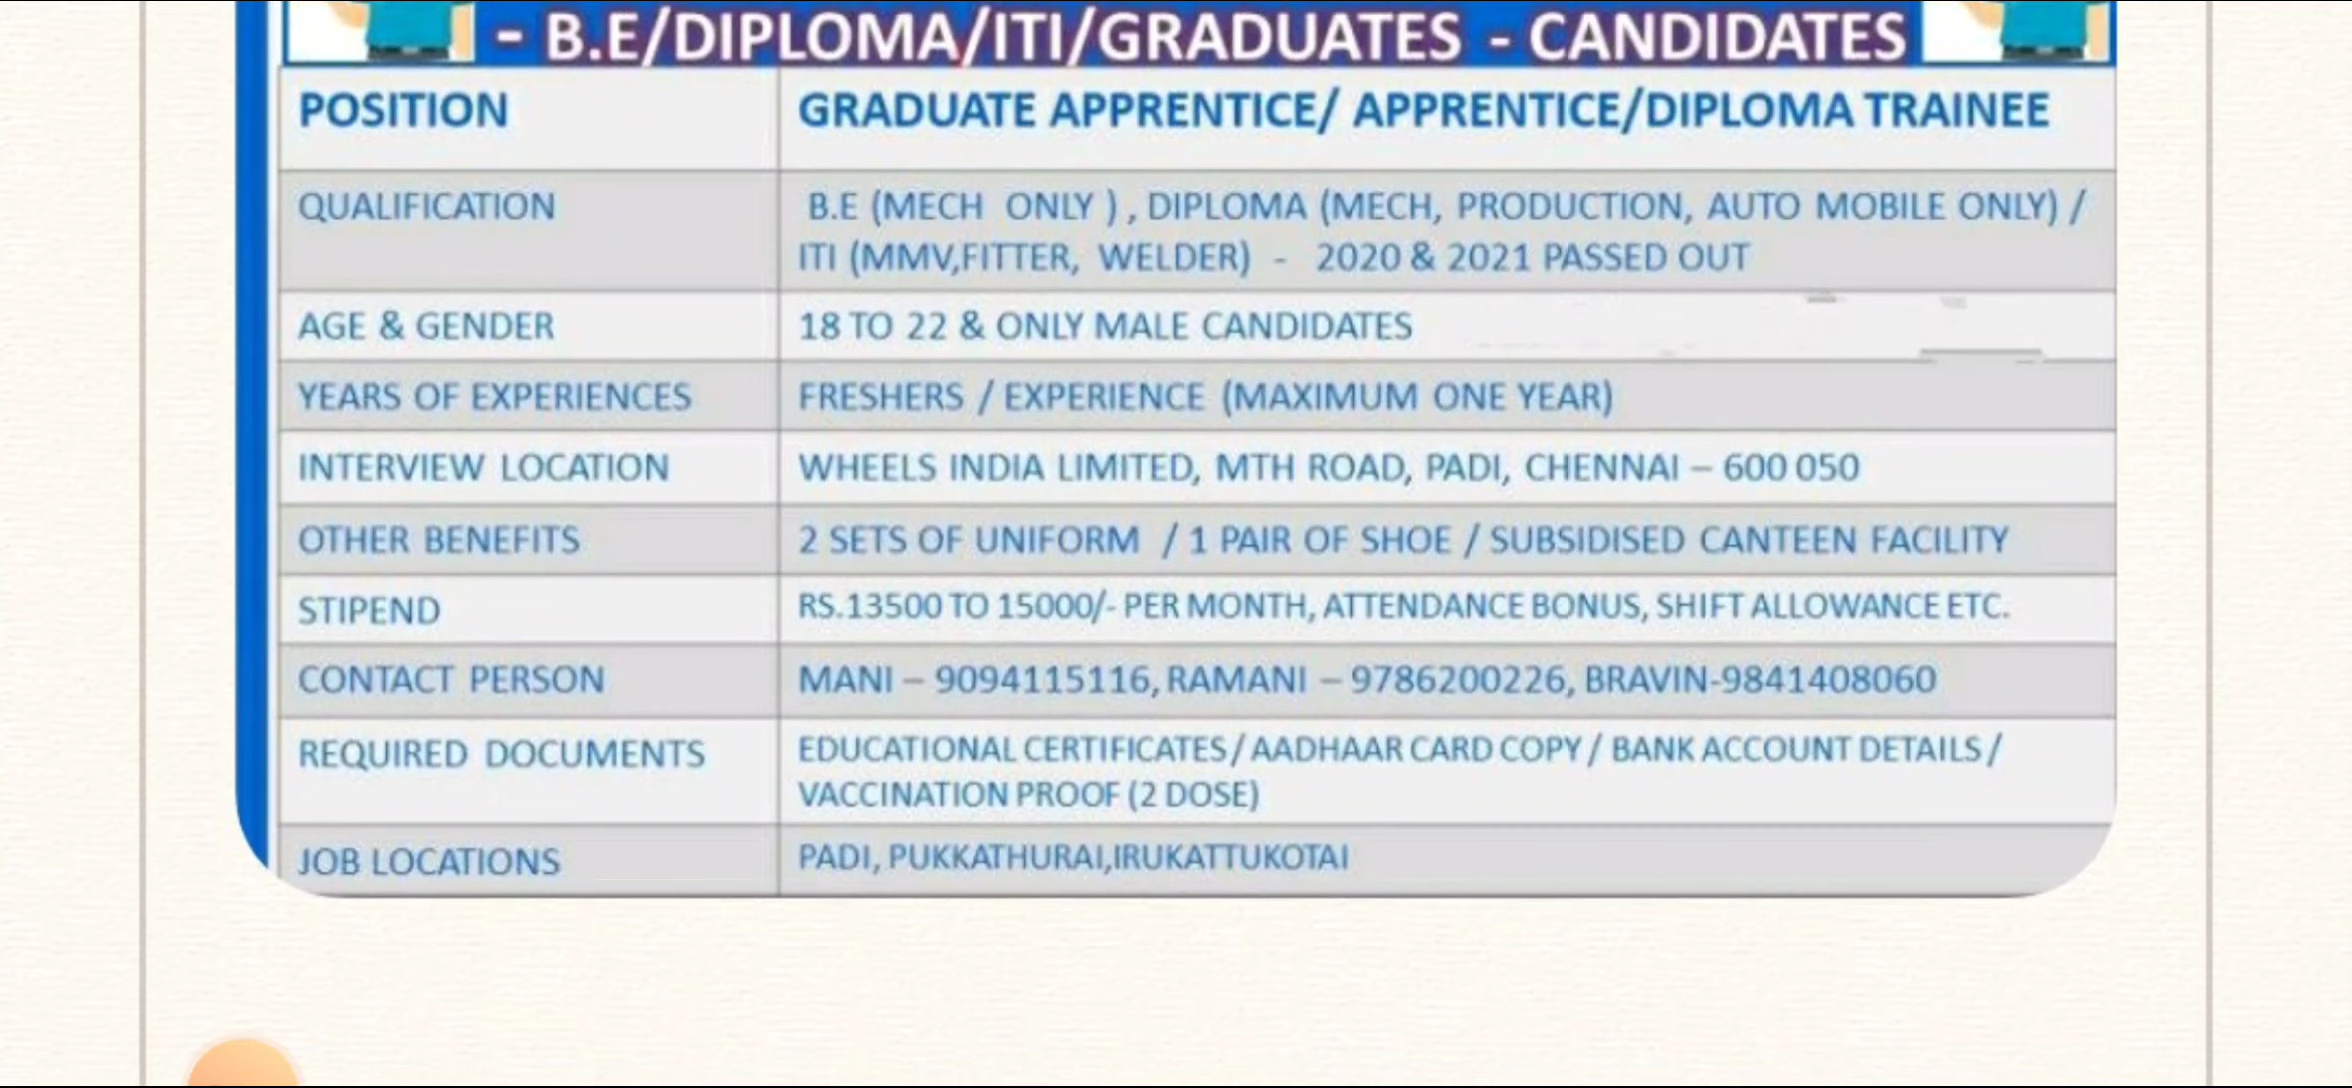 - B.E/DIPLOMA/ITI/GRADUATES - CANDIDATES
POSITION
GRADUATE APPRENTICE/ APPRENTICE/DIPLOMA TRAINEE
QUALIFICATION
B.E (MECH ONLY ) , DIPLOMA (MECH, PRODUCTION, AUTO MOBILE ONLY) /
ITI (MMV,FITTER, WELDER) - 2020 & 2021 PASSED OUT
AGE & GENDER
18 TO 22 & ONLY MALE CANDIDATES
YEARS OF EXPERIENCES
FRESHERS / EXPERIENCE (MAXIMUM ONE YEAR)
INTERVIEW LOCATION
WHEELS INDIA LIMITED, MTH ROAD, PADI, CHENNAI – 600 050
OTHER BENEFITS
2 SETS OF UNIFORM / 1 PAIR OF SHOE / SUBSIDISED CANTEEN FACILITY
STIPEND
RS.13500 TO 15000/- PER MONTH, ATTENDANCE BONUS, SHIFT ALLOWANCE ETC.
CONTACT PERSON
MANI – 9094115116, RAMANI – 9786200226, BRAVIN-9841408060
REQUIRED DOCUMENTS
EDUCATIONAL CERTIFICATES / AADHAAR CARD COPY / BANK ACCOUNT DETAILS /
VACCINATION PROOF (2 DOSE)
JOB LOCATIONS
PADI, PUKKATHURAI,IRUKATTUKOTAI